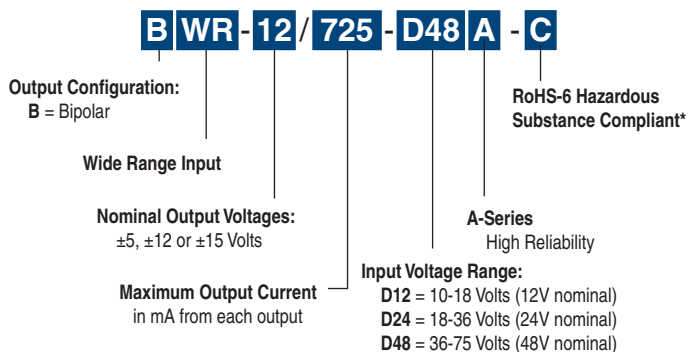 BWR-12/725-D48A-C
Output Configuration:
B = Bipolar
Wide Range Input
Nominal Output Voltages:
±5, ±12 or ±15 Volts
Maximum Output Current
in mA from each output
Input Voltage Range:
D12 = 10-18 Volts (12V nominal)
D24 = 18-36 Volts (24V nominal)
D48 = 36-75 Volts (48V nominal)
A-Series
High Reliability
RoHS-6 Hazardous
Substance Compliant*